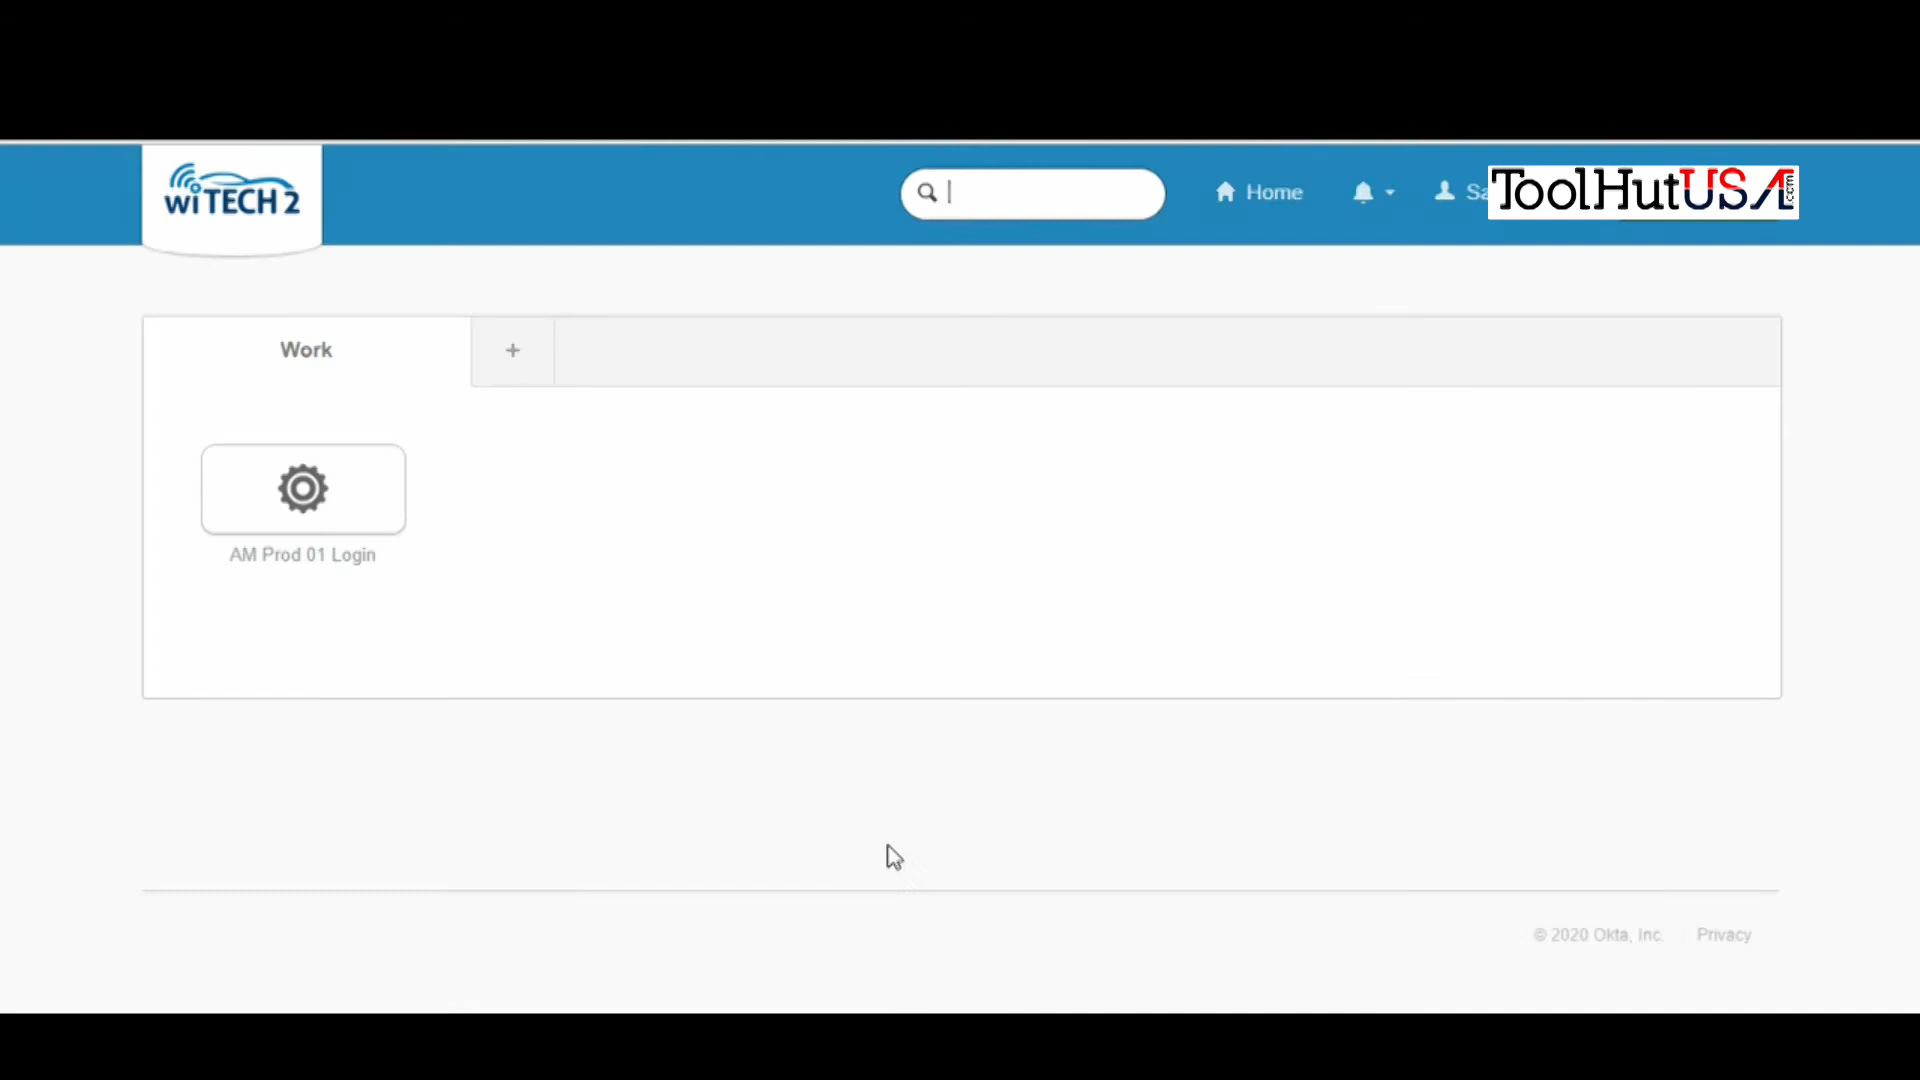 wiTECH 2
Home
ToolHutUSA.com
Work
+
AM Prod 01 Login
© 2020 Okta, Inc.
Privacy